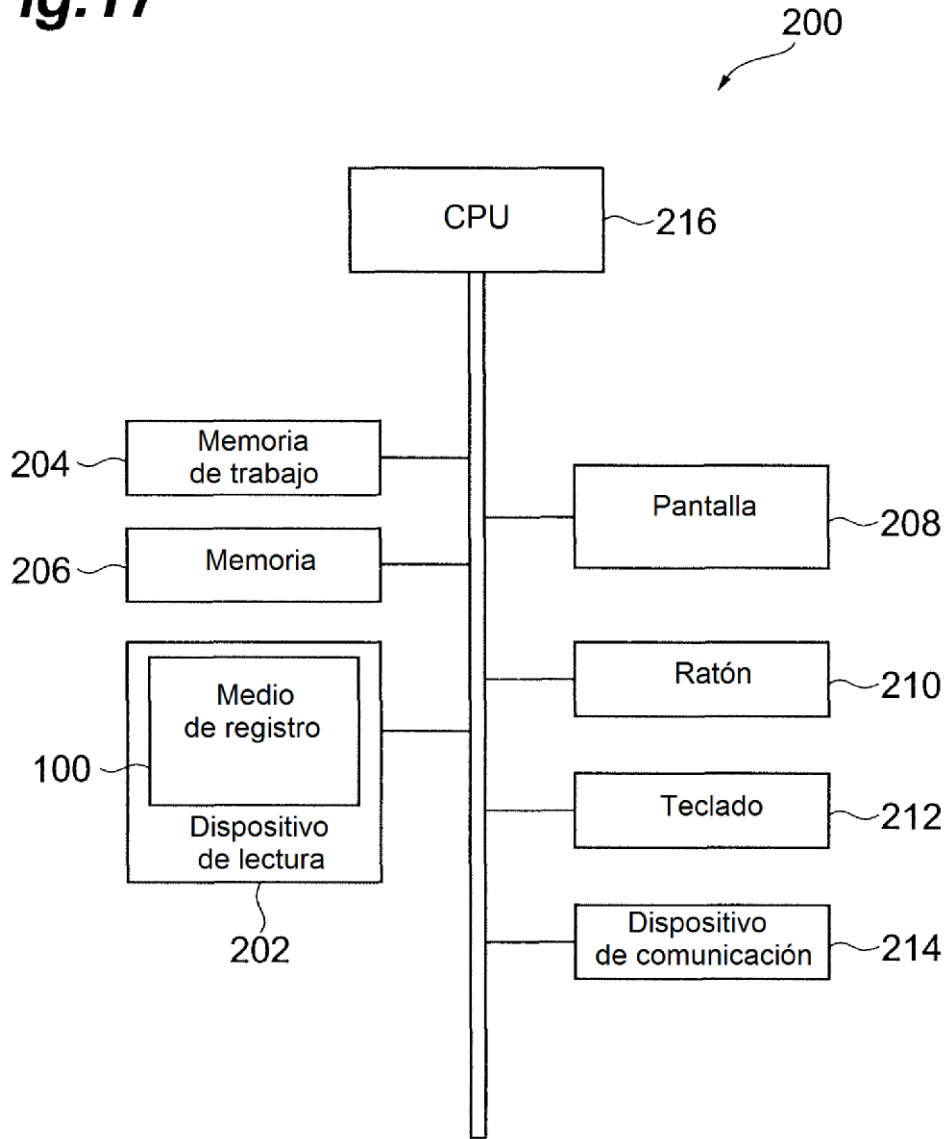 ig.17
200
CPU
216
204
Memoria
de trabajo
Pantalla
208
206
Memoria
Medio
de registro
100
Dispositivo
de lectura
202
Ratón
210
Teclado
212
Dispositivo
de comunicación
214